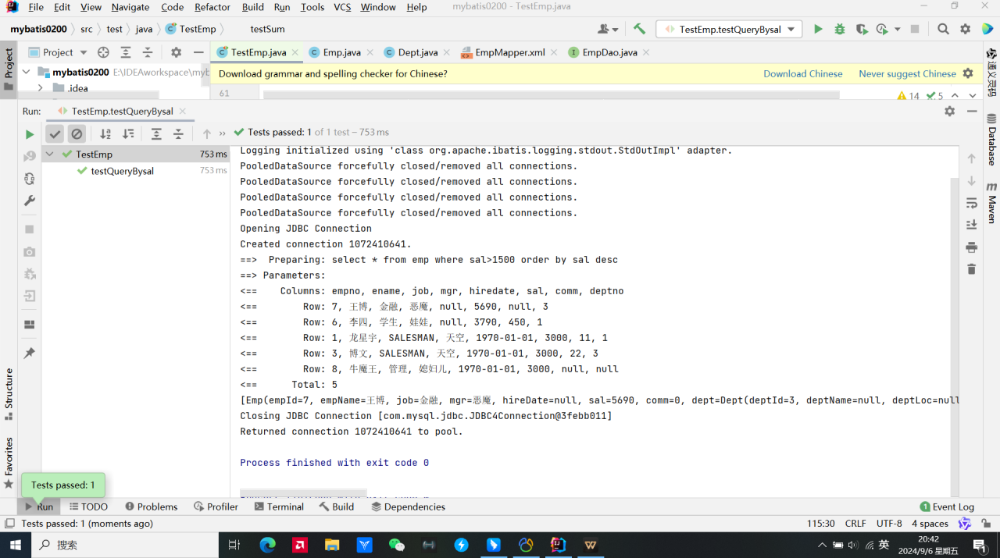 File Edit View Navigate Code Refactor Build Run Tools VCS Window Help mybatis0200 - TestEmp.java
mybatis0200 src test java TestEmp testSum TestEmp.testQueryBysal
Project TestEmp.java Emp.java Dept.java EmpMapper.xml EmpDao.java
Project
mybatis0200 E:\IDEAworkspace\myb
.idea
Download grammar and spelling checker for Chinese? Download Chinese Never suggest Chinese
61 14 5
通义灵码
Database
Maven
Run: TestEmp.testQueryBysal
Tests passed: 1 of 1 test – 753 ms
TestEmp 753 ms
testQueryBysal 753 ms
Logging initialized using 'class org.apache.ibatis.logging.stdout.StdOutImpl' adapter.
PooledDataSource forcefully closed/removed all connections.
PooledDataSource forcefully closed/removed all connections.
PooledDataSource forcefully closed/removed all connections.
PooledDataSource forcefully closed/removed all connections.
Opening JDBC Connection
Created connection 1072410641.
==>  Preparing: select * from emp where sal>1500 order by sal desc
==> Parameters:
<==    Columns: empno, ename, job, mgr, hiredate, sal, comm, deptno
<==        Row: 7, 王博, 金融, 恶魔, null, 5690, null, 3
<==        Row: 6, 李四, 学生, 娃娃, null, 3790, 450, 1
<==        Row: 1, 龙星宇, SALESMAN, 天空, 1970-01-01, 3000, 11, 1
<==        Row: 3, 博文, SALESMAN, 天空, 1970-01-01, 3000, 22, 3
<==        Row: 8, 牛魔王, 管理, 媳妇儿, 1970-01-01, 3000, null, null
<==      Total: 5
[Emp(empId=7, empName=王博, job=金融, mgr=恶魔, hireDate=null, sal=5690, comm=0, dept=Dept(deptId=3, deptName=null, deptLoc=null
Closing JDBC Connection [com.mysql.jdbc.JDBC4Connection@3febb011]
Returned connection 1072410641 to pool.
Process finished with exit code 0
Structure
Favorites
Tests passed: 1
Run TODO Problems Profiler Terminal Build Dependencies 1 Event Log
Tests passed: 1 (moments ago) 115:30 CRLF UTF-8 4 spaces
搜索 英 20:42
2024/9/6 星期五 1